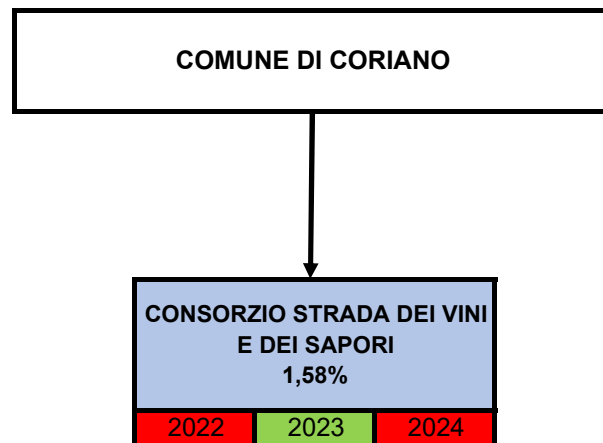 COMUNE DI CORIANO
CONSORZIO STRADA DEI VINI
E DEI SAPORI
1,58%
2022 2023 2024